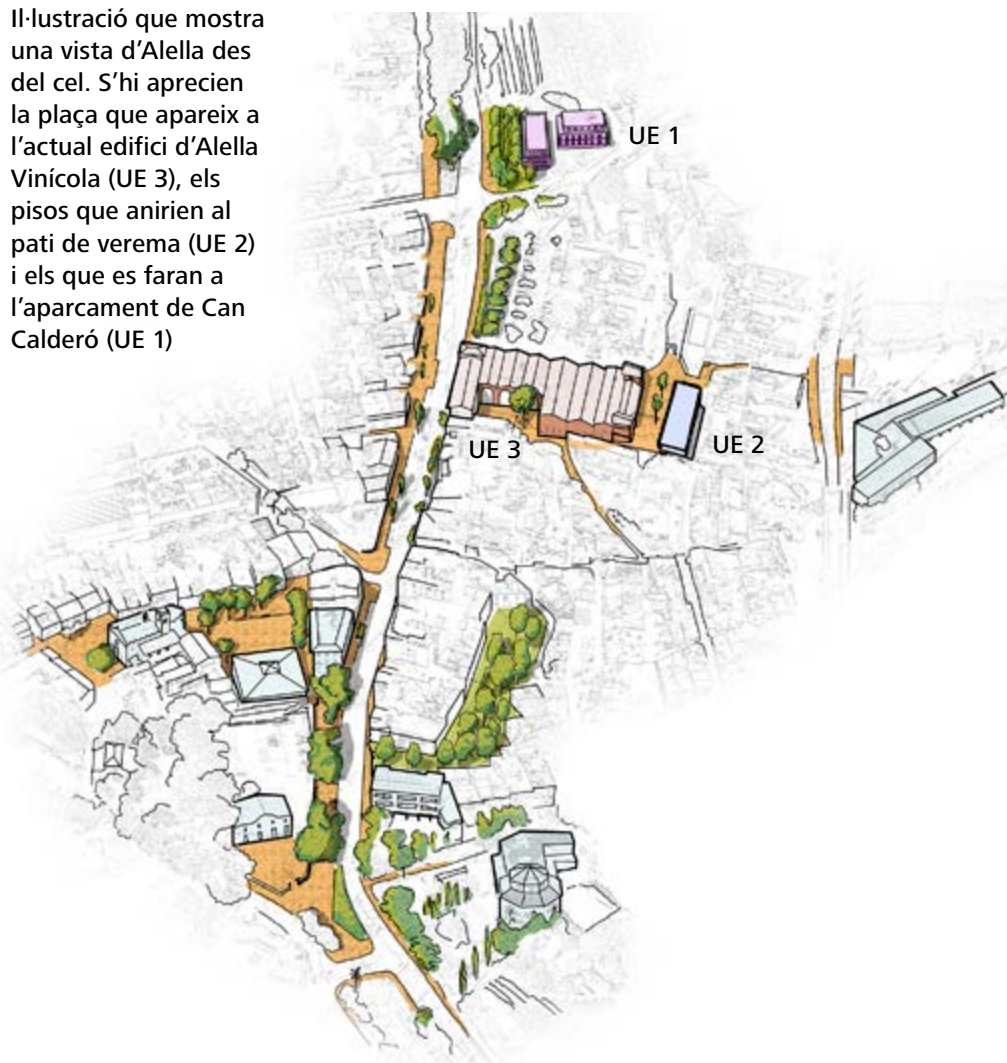 Il·lustració que mostra
una vista d’Alella des
del cel. S’hi aprecien
la plaça que apareix a
l’actual edifici d’Alella
Vinícola (UE 3), els
pisos que anirien al
pati de verema (UE 2)
i els que es faran a
l’aparcament de Can
Calderó (UE 1)
UE 1
UE 3
UE 2